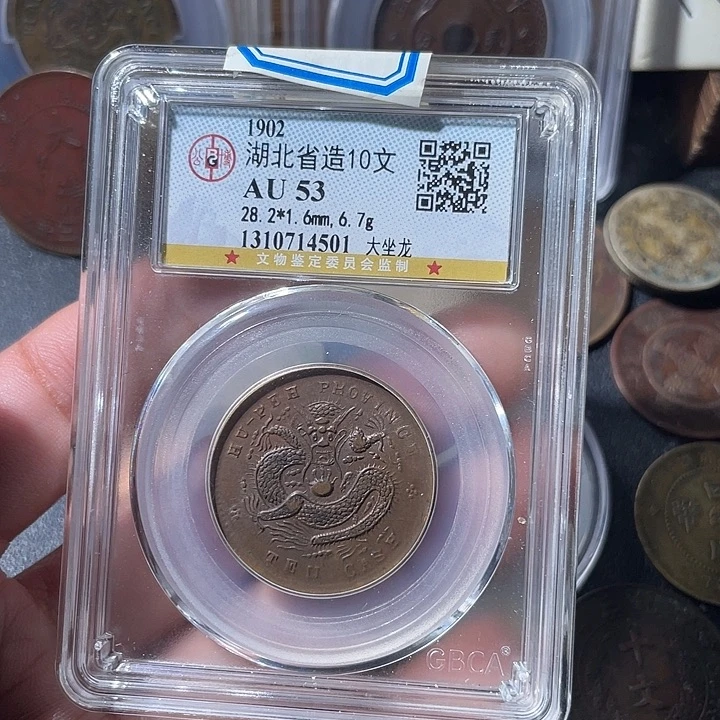 1902
湖北省造10文
AU 53
28.2*1.6mm, 6.7g
1310714501 大坐龙
文物鉴定委员会监制
HU-PEH PROVINCE
TEN CASH
GBCA®